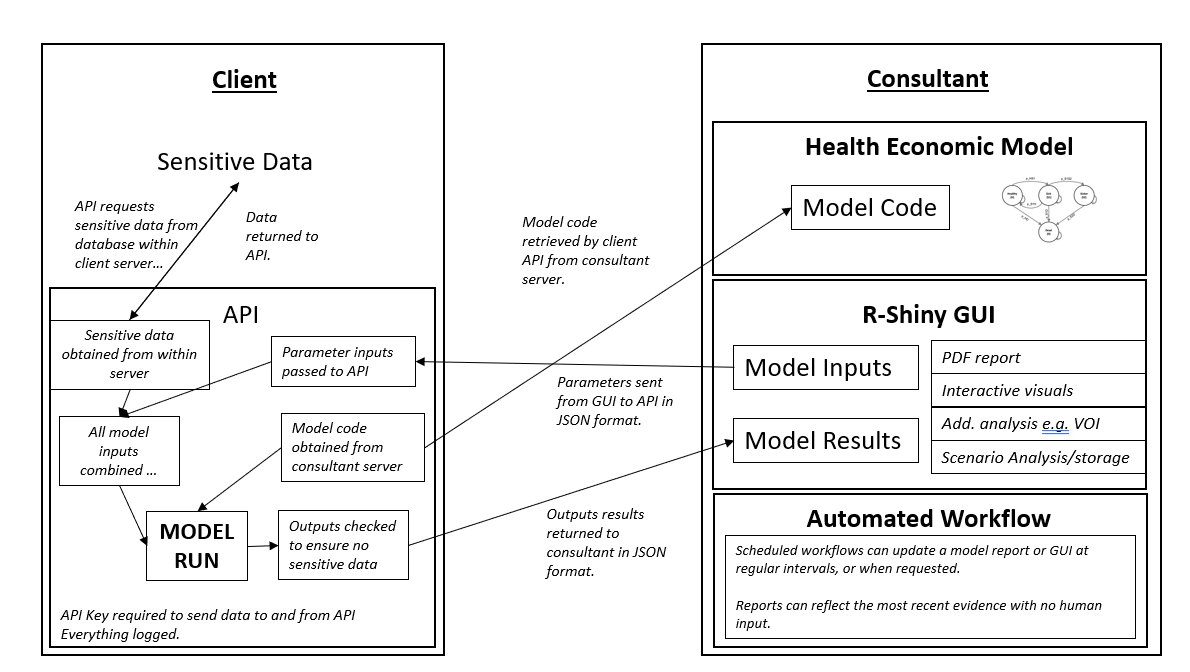 Client
Sensitive Data
API requests
sensitive data from
database within
client server…
Data
returned to
API.
API
Sensitive data
obtained from within
server
Parameter inputs
passed to API
All model
inputs
combined …
Model code
obtained from
consultant server
MODEL
RUN
Outputs checked
to ensure no
sensitive data
API Key required to send data to and from API
Everything logged.
Model code
retrieved by client
API from consultant
server.
Parameters sent
from GUI to API in
JSON format.
Outputs results
returned to
consultant in JSON
format.
Consultant
Health Economic Model
Model Code
R-Shiny GUI
Model Inputs
Model Results
PDF report
Interactive visuals
Add. analysis e.g. VOI
Scenario Analysis/storage
Automated Workflow
Scheduled workflows can update a model report or GUI at
regular intervals, or when requested.
Reports can reflect the most recent evidence with no human
input.